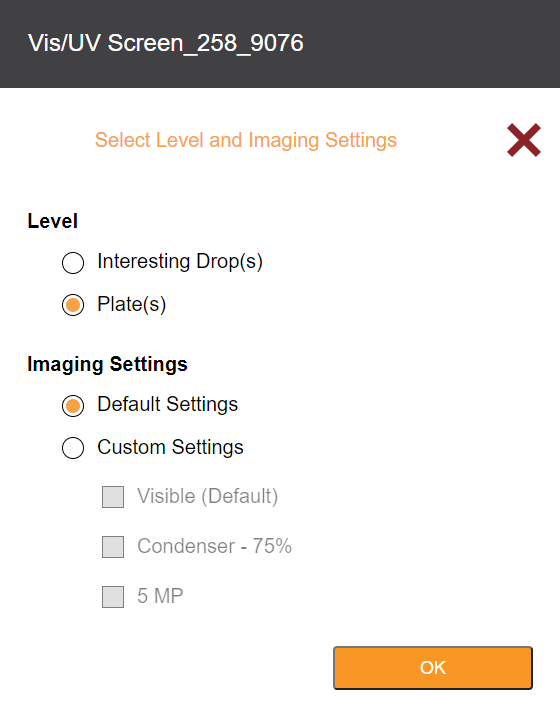 Vis/UV Screen_258_9076
Select Level and Imaging Settings
Level
Interesting Drop(s)
Plate(s)
Imaging Settings
Default Settings
Custom Settings
Visible (Default)
Condenser - 75%
5 MP
OK